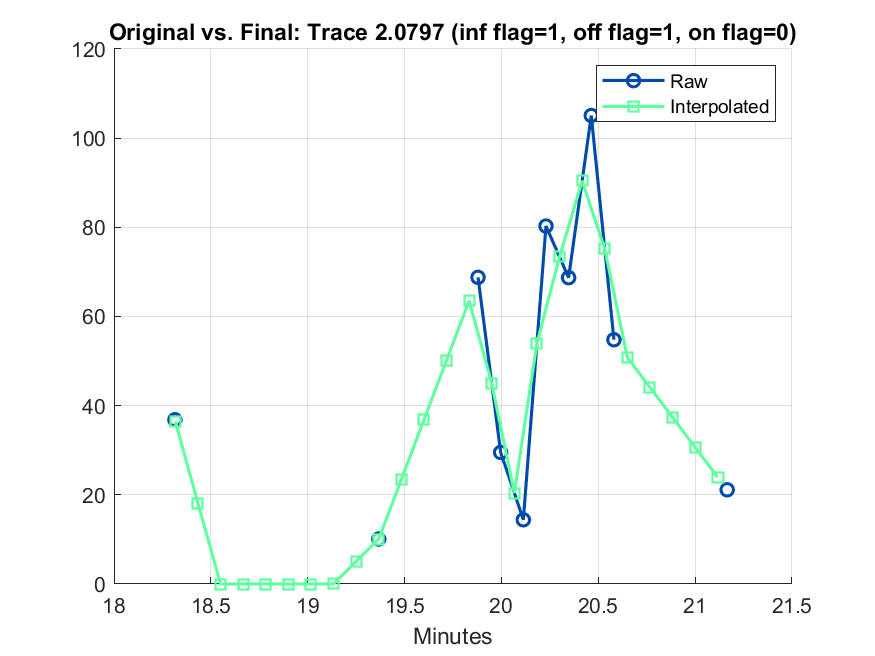 Original vs. Final: Trace 2.0797 (inf flag=1, off flag=1, on flag=0)
120
100
80
60
40
20
0
Raw
Interpolated
18 18.5 19 19.5 20 20.5 21 21.5
Minutes